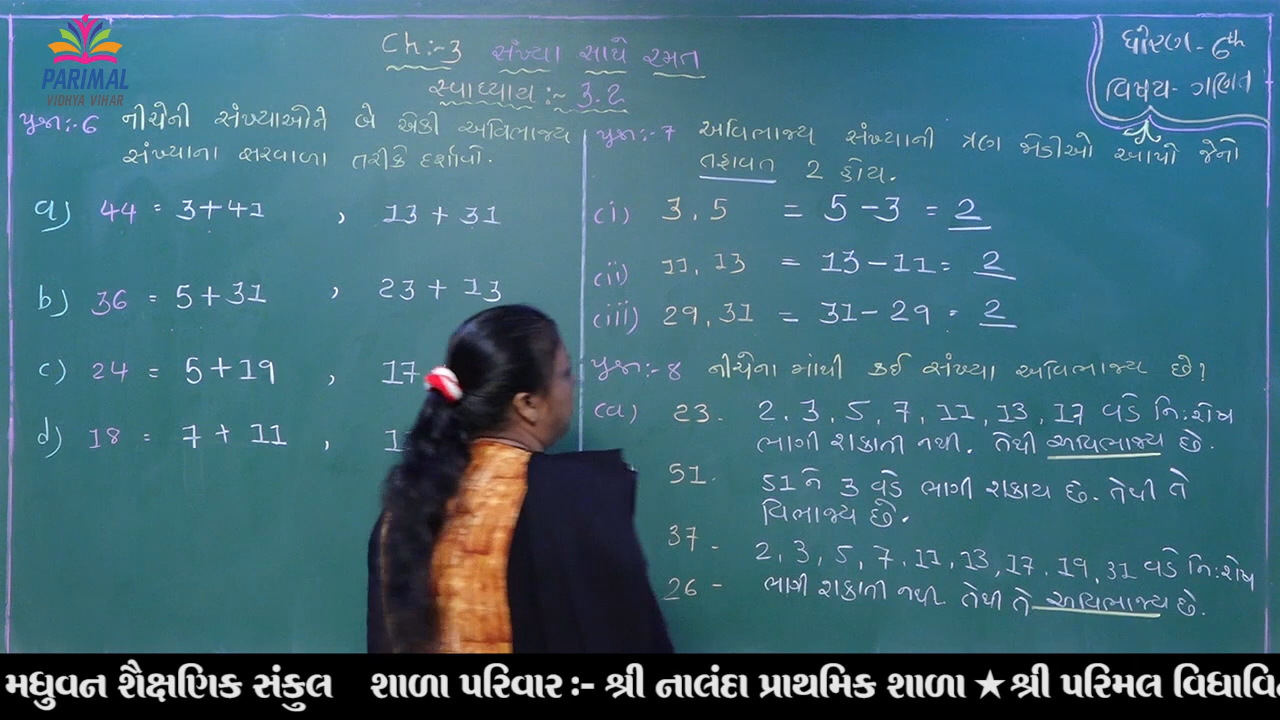 PARIMAL
VIDHYA VIHAR
Ch:-3 સંખ્યા સાથે રમત
સ્વાધ્યાય:- 3.2
ધોરણ- 6th
વિષય- ગણિત
પ્રશ્ન:-6 નીચેની સંખ્યાઓને બે એકી અવિભાજ્ય
સંખ્યાના સરવાળા તરીકે દર્શાવો.
a) 44 = 3+41 , 13 + 31
b) 36 = 5+31 , 23 + 13
c) 24 = 5+19 , 17
d) 18 = 7 + 11 , 1
પ્રશ્ન:-7 અવિભાજ્ય સંખ્યાની ત્રણ જોડીઓ આપો જેનો
તફાવત 2 હોય.
(i) 3, 5 = 5-3 = 2
(ii) 11, 13 = 13-11= 2
(iii) 29, 31 = 31-29 = 2
પ્રશ્ન:-8 નીચેના માંથી કઈ સંખ્યા અવિભાજ્ય છે?
(a) 23. 2, 3, 5, 7, 11, 13, 17 વડે નિ:શેષ
ભાગી શકાતી નથી. તેથી અવિભાજ્ય છે.
51. 51 ને 3 વડે ભાગી શકાય છે. તેથી તે
વિભાજ્ય છે.
37 - 2, 3, 5, 7, 11, 13, 17, 19, 31 વડે નિ:શેષ
26 - ભાગી શકાતી નથી. તેથી તે અવિભાજ્ય છે.
મધુવન શૈક્ષણિક સંકુલ શાળા પરિવાર :- શ્રી નાલંદા પ્રાથમિક શાળા ★ શ્રી પરિમલ વિદ્યાવિ